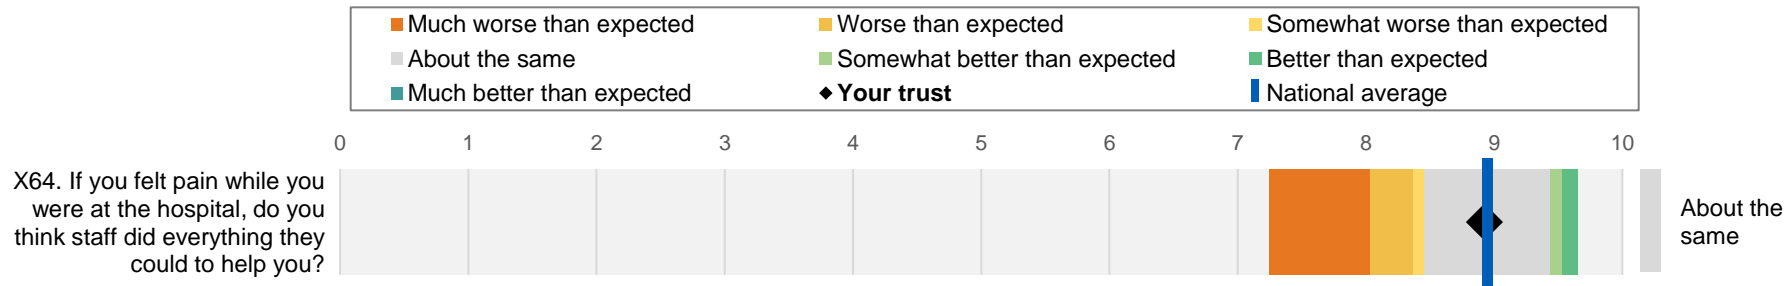 Much worse than expected
Worse than expected
Somewhat worse than expected
About the same
Somewhat better than expected
Better than expected
Much better than expected
Your trust
National average
0 1 2 3 4 5 6 7 8 9 10
X64. If you felt pain while you
were at the hospital, do you
think staff did everything they
could to help you?
About the
same